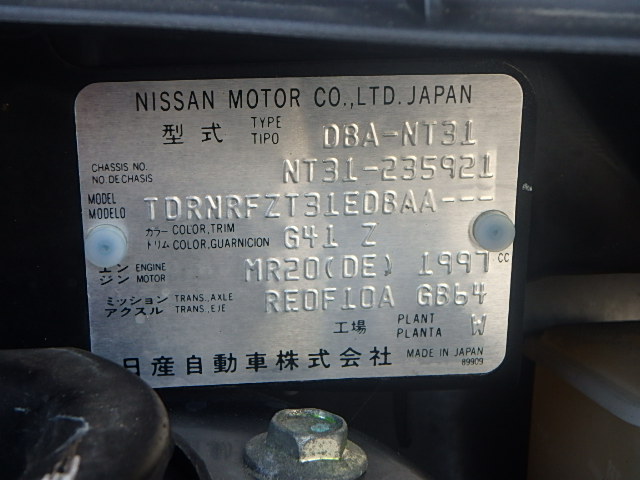 NISSAN MOTOR CO.,LTD. JAPAN
型式 TYPE TIPO DBA-NT31
CHASSIS NO. NO. DE CHASIS NT31-235921
MODEL MODELO TDRNRFZT31EDBAA---
カラー COLOR,TRIM
トリム COLOR,GUARNICION G41 Z
エンジン ENGINE MOTOR MR20(DE) 1997 CC
ミッション TRANS.,AXLE
アクスル TRANS.,EJE RE0F10A GB64
工場 PLANT PLANTA W
日産自動車株式会社 MADE IN JAPAN
89909